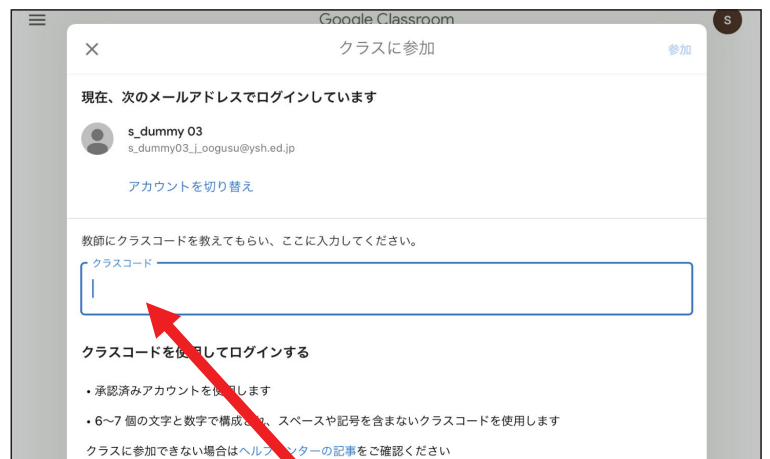 Google Classroom
S
クラスに参加
参加
現在、次のメールアドレスでログインしています
s_dummy 03
s_dummy03_j_oogusu@ysh.ed.jp
アカウントを切り替え
教師にクラスコードを教えてもらい、ここに入力してください。
クラスコード
クラスコードを使用してログインする
• 承認済みアカウントを使用します
• 6～7 個の文字と数字で構成され、スペースや記号を含まないクラスコードを使用します
クラスに参加できない場合はヘルプセンターの記事をご確認ください